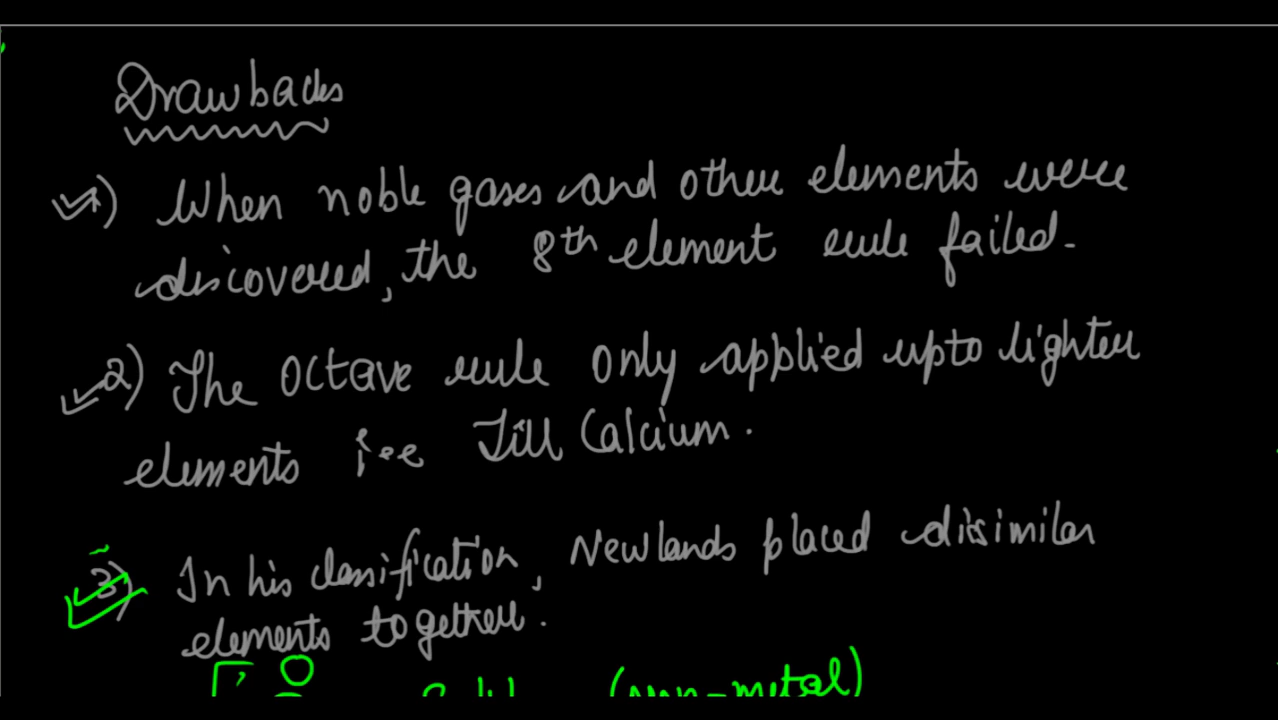 Drawbacks
1) When noble gases and other elements were
discovered, the 8th element rule failed.
2) The octave rule only applied upto lighter
elements i.e Till Calcium.
3) In his classification, Newlands placed dissimilar
elements together.
(non-metal)